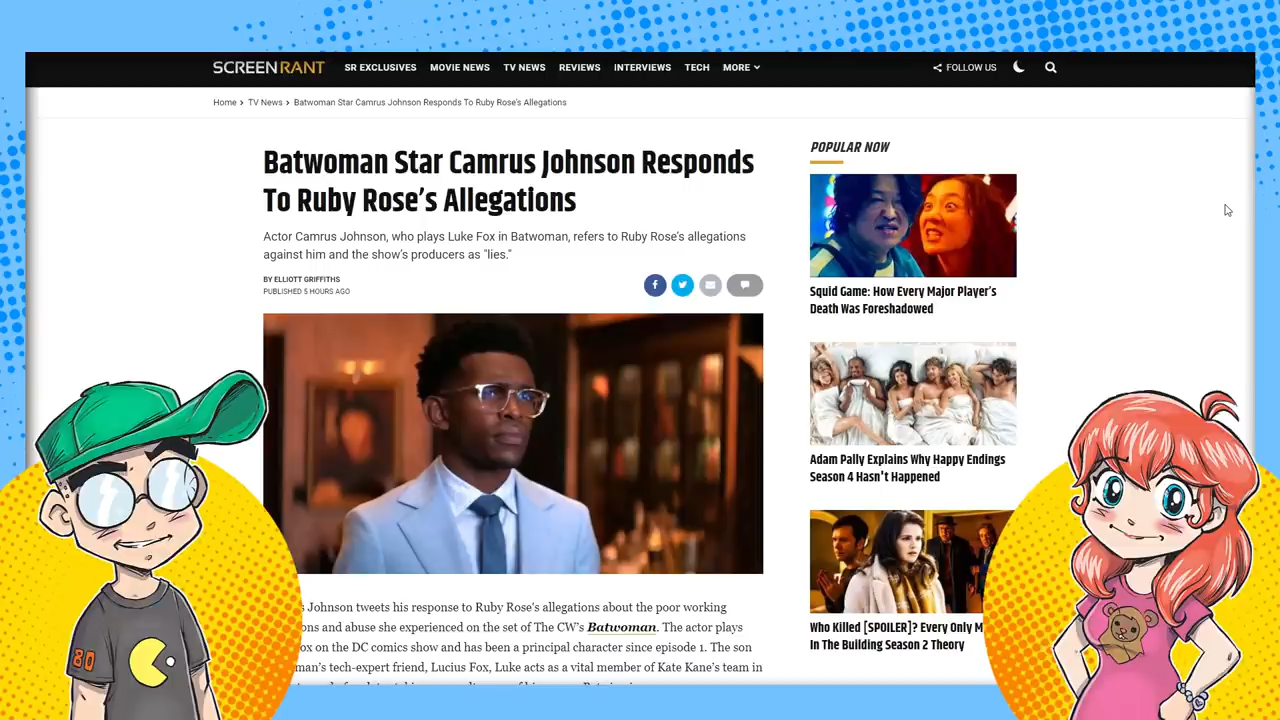 SCREENRANT
SR EXCLUSIVES MOVIE NEWS TV NEWS REVIEWS INTERVIEWS TECH MORE
FOLLOW US
Home > TV News > Batwoman Star Camrus Johnson Responds To Ruby Rose's Allegations
Batwoman Star Camrus Johnson Responds
To Ruby Rose's Allegations
Actor Camrus Johnson, who plays Luke Fox in Batwoman, refers to Ruby Rose's allegations
against him and the show's producers as "lies."
BY ELLIOTT GRIFFITHS
PUBLISHED 5 HOURS AGO
s Johnson tweets his response to Ruby Rose's allegations about the poor working
ons and abuse she experienced on the set of The CW's Batwoman. The actor plays
ox on the DC comics show and has been a principal character since episode 1. The son
man's tech-expert friend, Lucius Fox, Luke acts as a vital member of Kate Kane's team in
POPULAR NOW
Squid Game: How Every Major Player's
Death Was Foreshadowed
Adam Pally Explains Why Happy Endings
Season 4 Hasn't Happened
Who Killed [SPOILER]? Every Only M
In The Building Season 2 Theory
80